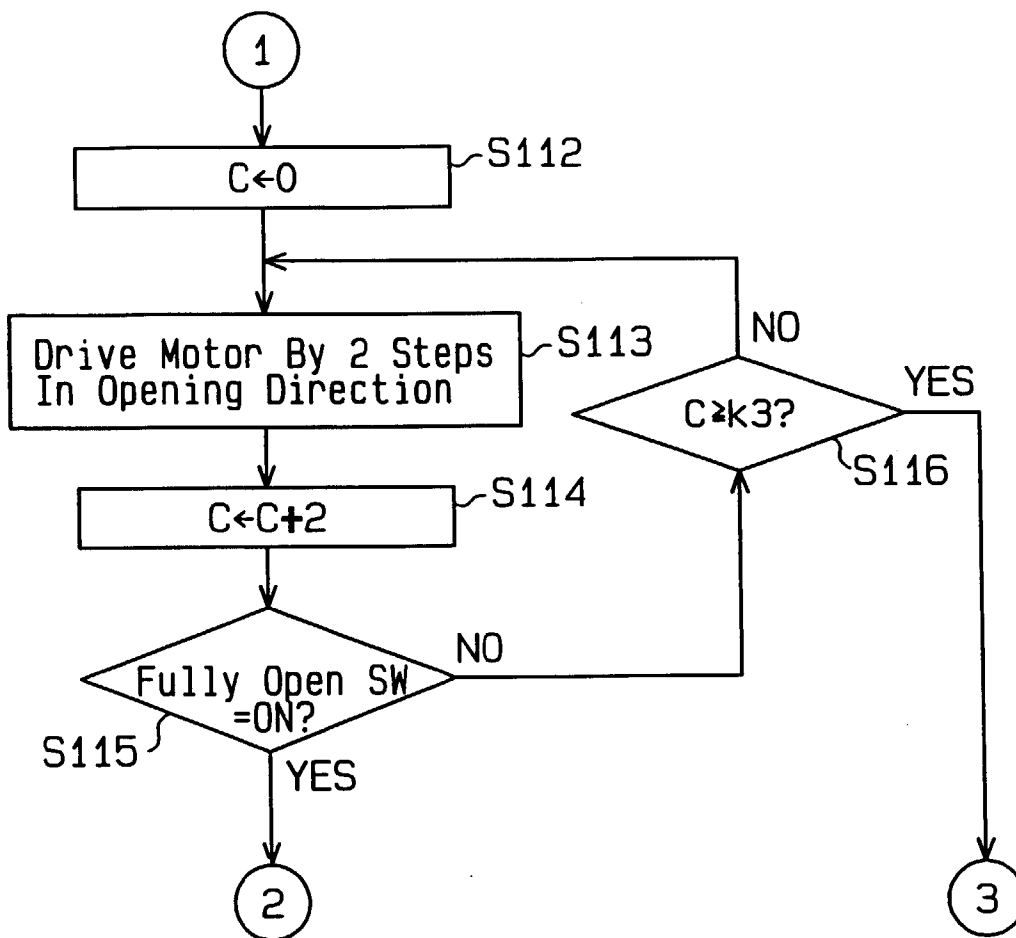 1
C←0
S112
Drive Motor By 2 Steps
In Opening Direction
S113
NO
YES
C≧k3?
S116
C←C+2
S114
Fully Open SW
=ON?
NO
S115
YES
2
3